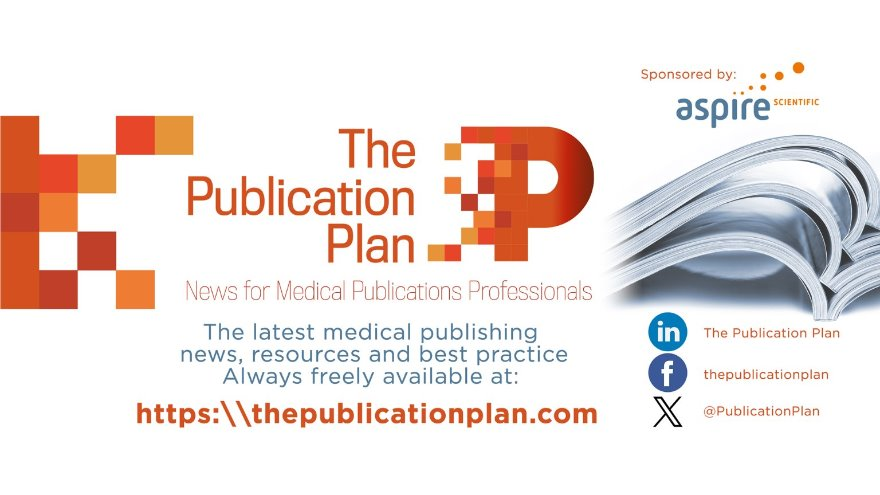 Sponsored by:
aspire SCIENTIFIC
The
Publication
Plan
P
News for Medical Publications Professionals
The latest medical publishing
news, resources and best practice
Always freely available at:
https:\\thepublicationplan.com
in The Publication Plan
f thepublicationplan
X @PublicationPlan